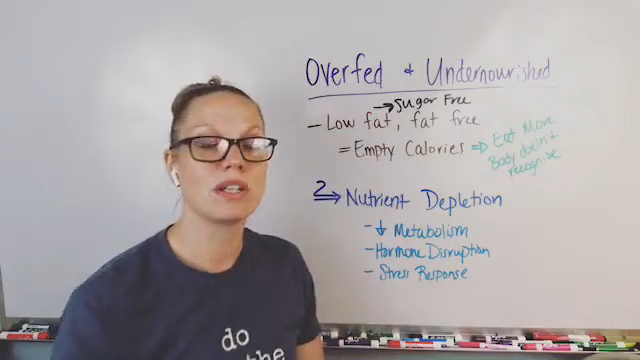 Overfed & Undernourished
→ Sugar Free
- Low fat, fat free
= Empty Calories ⇒ Eat More
Body doesn't
recognize
2 ⇒ Nutrient Depletion
- ↓ Metabolism
- Hormone Disruption
- Stress Response
do
the